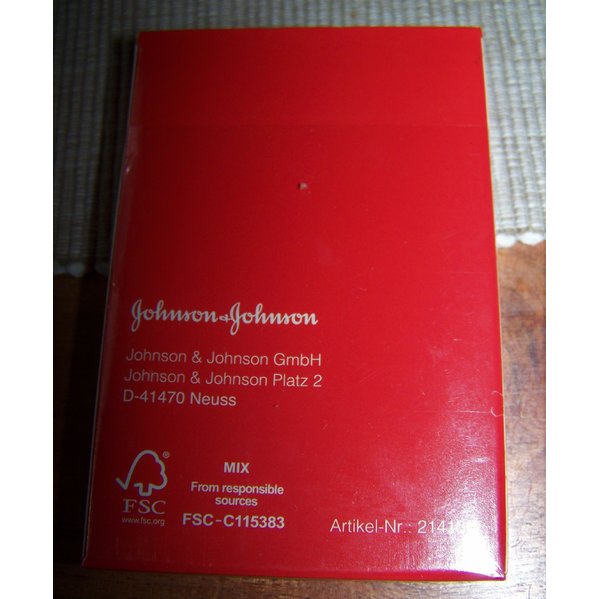 Johnson & Johnson
Johnson & Johnson GmbH
Johnson & Johnson Platz 2
D-41470 Neuss
FSC
www.fsc.org
MIX
From responsible
sources
FSC-C115383
Artikel-Nr.: